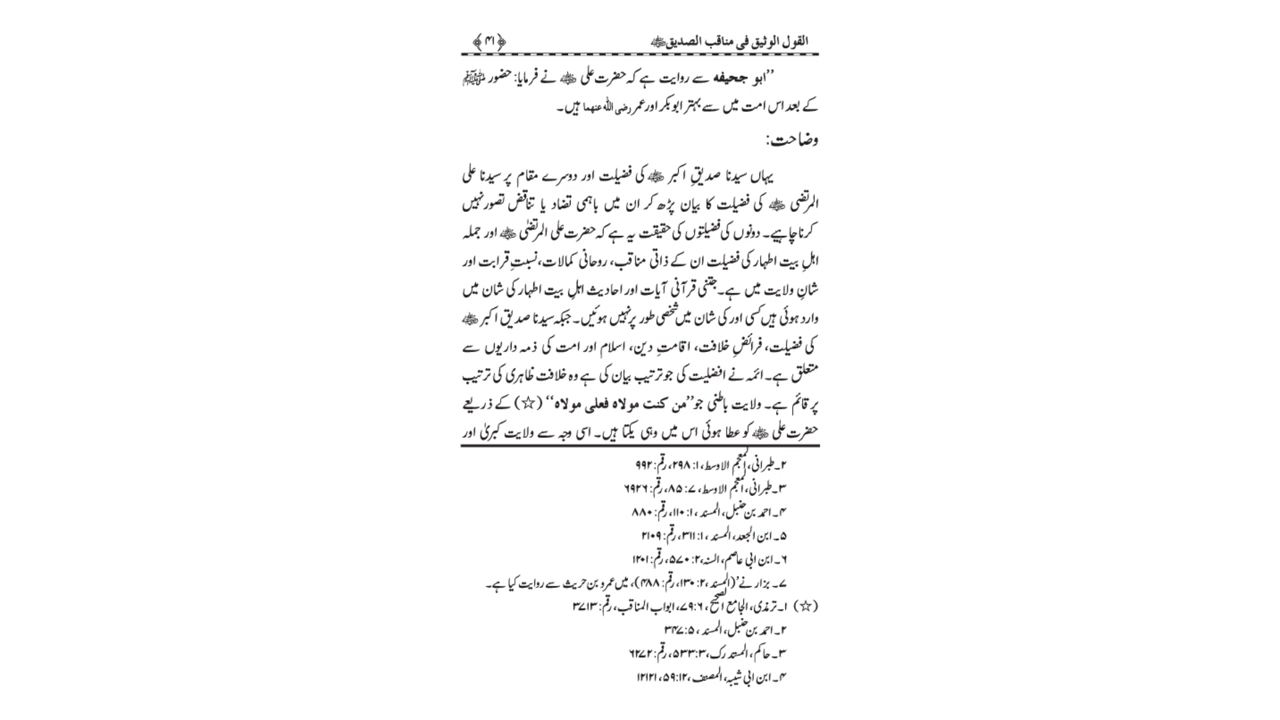 القول الوثيق فی مناقب الصديق ﷜ ﴿۴۱﴾
’’ابو جحيفه سے روایت ہے کہ حضرت علی ﷜ نے فرمایا: حضور ﷺ
کے بعد اس امت میں سے بہتر ابوبکر اور عمر رضی اللہ عنهما ہیں۔
وضاحت:
یہاں سیدنا صدیقِ اکبر ﷜ کی فضیلت اور دوسرے مقام پر سیدنا علی
المرتضی ﷜ کی فضیلت کا بیان پڑھ کر ان میں باہمی تضاد یا تناقض تصور نہیں
کرنا چاہیے۔ دونوں کی فضیلتوں کی حقیقت یہ ہے کہ حضرت علی المرتضیٰ ﷜ اور جملہ
اہلِ بیت اطہار کی فضیلت ان کے ذاتی مناقب، روحانی کمالات، نسبتِ قرابت اور
شانِ ولایت میں ہے۔ جتنی قرآنی آیات اور احادیث اہلِ بیت اطہار کی شان میں
وارد ہوئی ہیں کسی اور کی شان میں شخصی طور پر نہیں ہوئیں۔ جبکہ سیدنا صدیق اکبر ﷜
کی فضیلت، فرائضِ خلافت، اقامتِ دین، اسلام اور امت کی ذمہ داریوں سے
متعلق ہے۔ ائمہ نے افضلیت کی جو ترتیب بیان کی ہے وہ خلافت ظاہری کی ترتیب
پر قائم ہے۔ ولایت باطنی جو ’’من کنت مولاه فعلی مولاه‘‘ (☆) کے ذریعے
حضرت علی ﷜ کو عطا ہوئی اس میں وہی یکتا ہیں۔ اسی وجہ سے ولایت کبریٰ اور
۲۔ طبرانی، المعجم الاوسط، ۱: ۲۹۸، رقم: ۹۹۲
۳۔ طبرانی، المعجم الاوسط، ۷: ۸۵، رقم: ۶۹۲۶
۴۔ احمد بن حنبل، المسند، ۱: ۱۱۰، رقم: ۸۸۰
۵۔ ابن الجعد، المسند، ۱: ۳۱۱، رقم: ۲۱۰۹
۶۔ ابن ابی عاصم، السنہ، ۲: ۵۷۰، رقم: ۱۲۰۱
۷۔ بزار نے ’(المسند، ۲: ۱۳۰، رقم: ۴۸۸)، میں عمرو بن حریث سے روایت کیا ہے۔
(☆) ۱۔ ترمذی، الجامع الصحیح، ۶: ۷۹، ابواب المناقب، رقم: ۳۷۱۳
۲۔ احمد بن حنبل، المسند، ۵: ۳۴۷
۳۔ حاکم، المستدرک، ۳: ۵۳۳، رقم: ۶۲۷۲
۴۔ ابن ابی شیبہ، المصنف، ۱۲: ۵۹، ۱۲۱۲۱